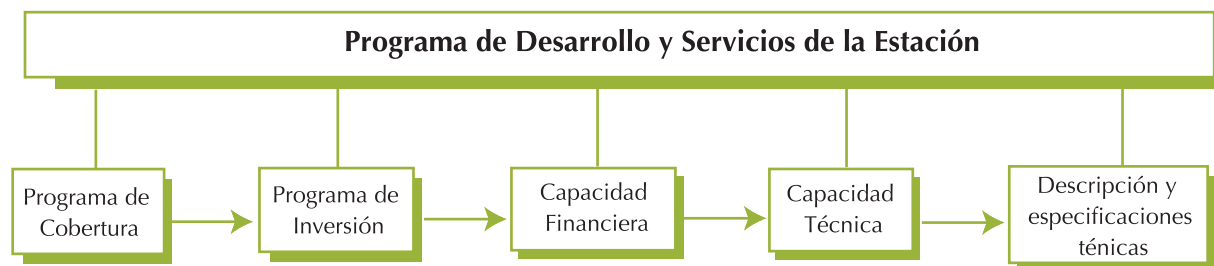 Programa de Desarrollo y Servicios de la Estación
Programa de
Cobertura
Programa de
Inversión
Capacidad
Financiera
Capacidad
Técnica
Descripción y
especificaciones
ténicas